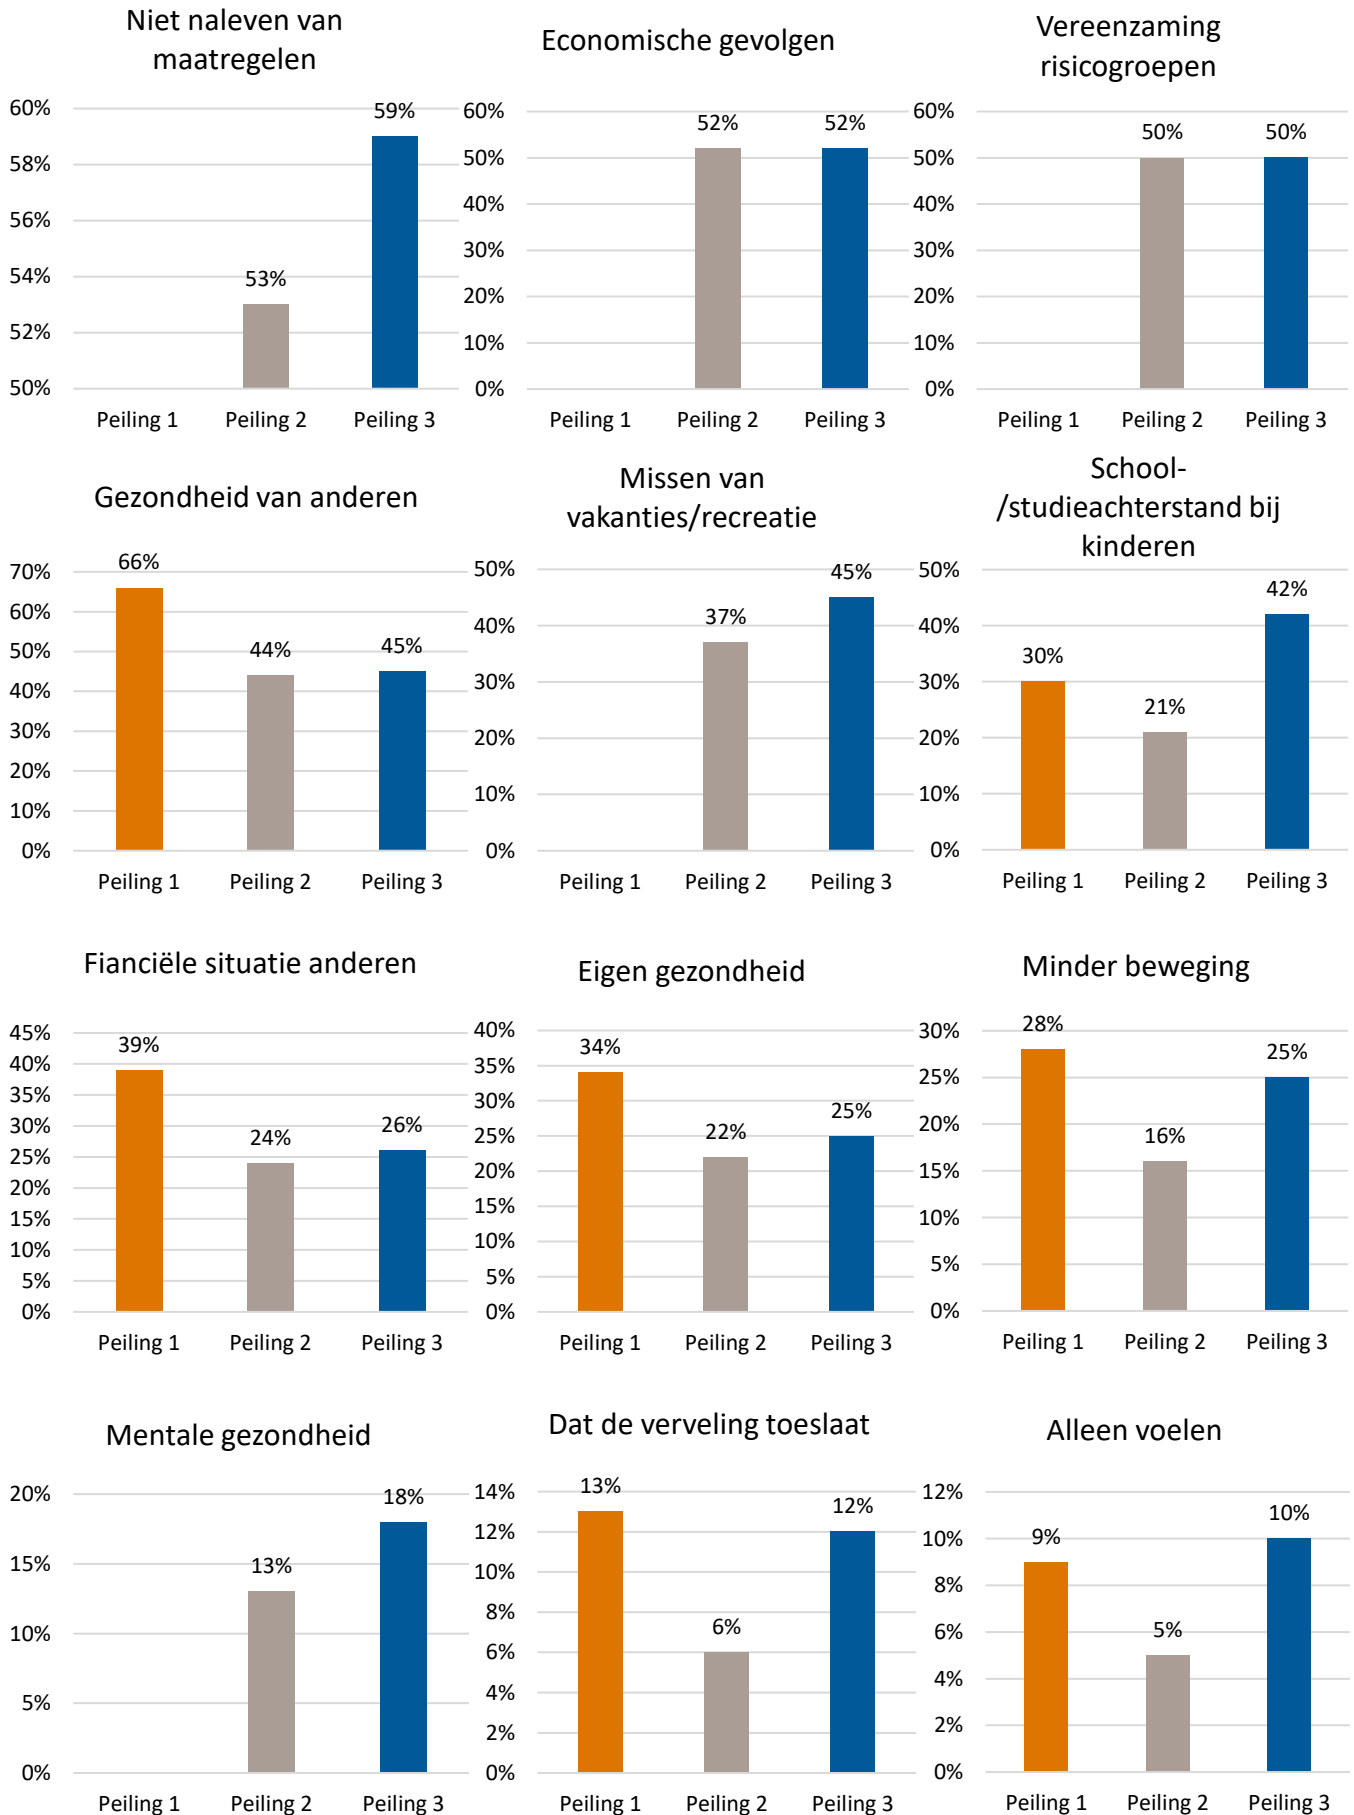 Niet naleven van
maatregelen
60%
58%
56%
54%
52%
50%
53%
59%
Peiling 1
Peiling 2
Peiling 3
Economische gevolgen
60%
50%
40%
30%
20%
10%
0%
52%
52%
Peiling 1
Peiling 2
Peiling 3
Vereenzaming
risicogroepen
60%
50%
40%
30%
20%
10%
0%
50%
50%
Peiling 1
Peiling 2
Peiling 3
Gezondheid van anderen
70%
60%
50%
40%
30%
20%
10%
0%
66%
44%
45%
Peiling 1
Peiling 2
Peiling 3
Missen van
vakanties/recreatie
50%
40%
30%
20%
10%
0%
37%
45%
Peiling 1
Peiling 2
Peiling 3
School-
/studieachterstand bij
kinderen
50%
40%
30%
20%
10%
0%
30%
21%
42%
Peiling 1
Peiling 2
Peiling 3
Fianciële situatie anderen
45%
40%
35%
30%
25%
20%
15%
10%
5%
0%
39%
24%
26%
Peiling 1
Peiling 2
Peiling 3
Eigen gezondheid
40%
35%
30%
25%
20%
15%
10%
5%
0%
34%
22%
25%
Peiling 1
Peiling 2
Peiling 3
Minder beweging
30%
25%
20%
15%
10%
5%
0%
28%
16%
25%
Peiling 1
Peiling 2
Peiling 3
Mentale gezondheid
20%
15%
10%
5%
0%
13%
18%
Peiling 1
Peiling 2
Peiling 3
Dat de verveling toeslaat
14%
12%
10%
8%
6%
4%
2%
0%
13%
6%
12%
Peiling 1
Peiling 2
Peiling 3
Alleen voelen
12%
10%
8%
6%
4%
2%
0%
9%
5%
10%
Peiling 1
Peiling 2
Peiling 3